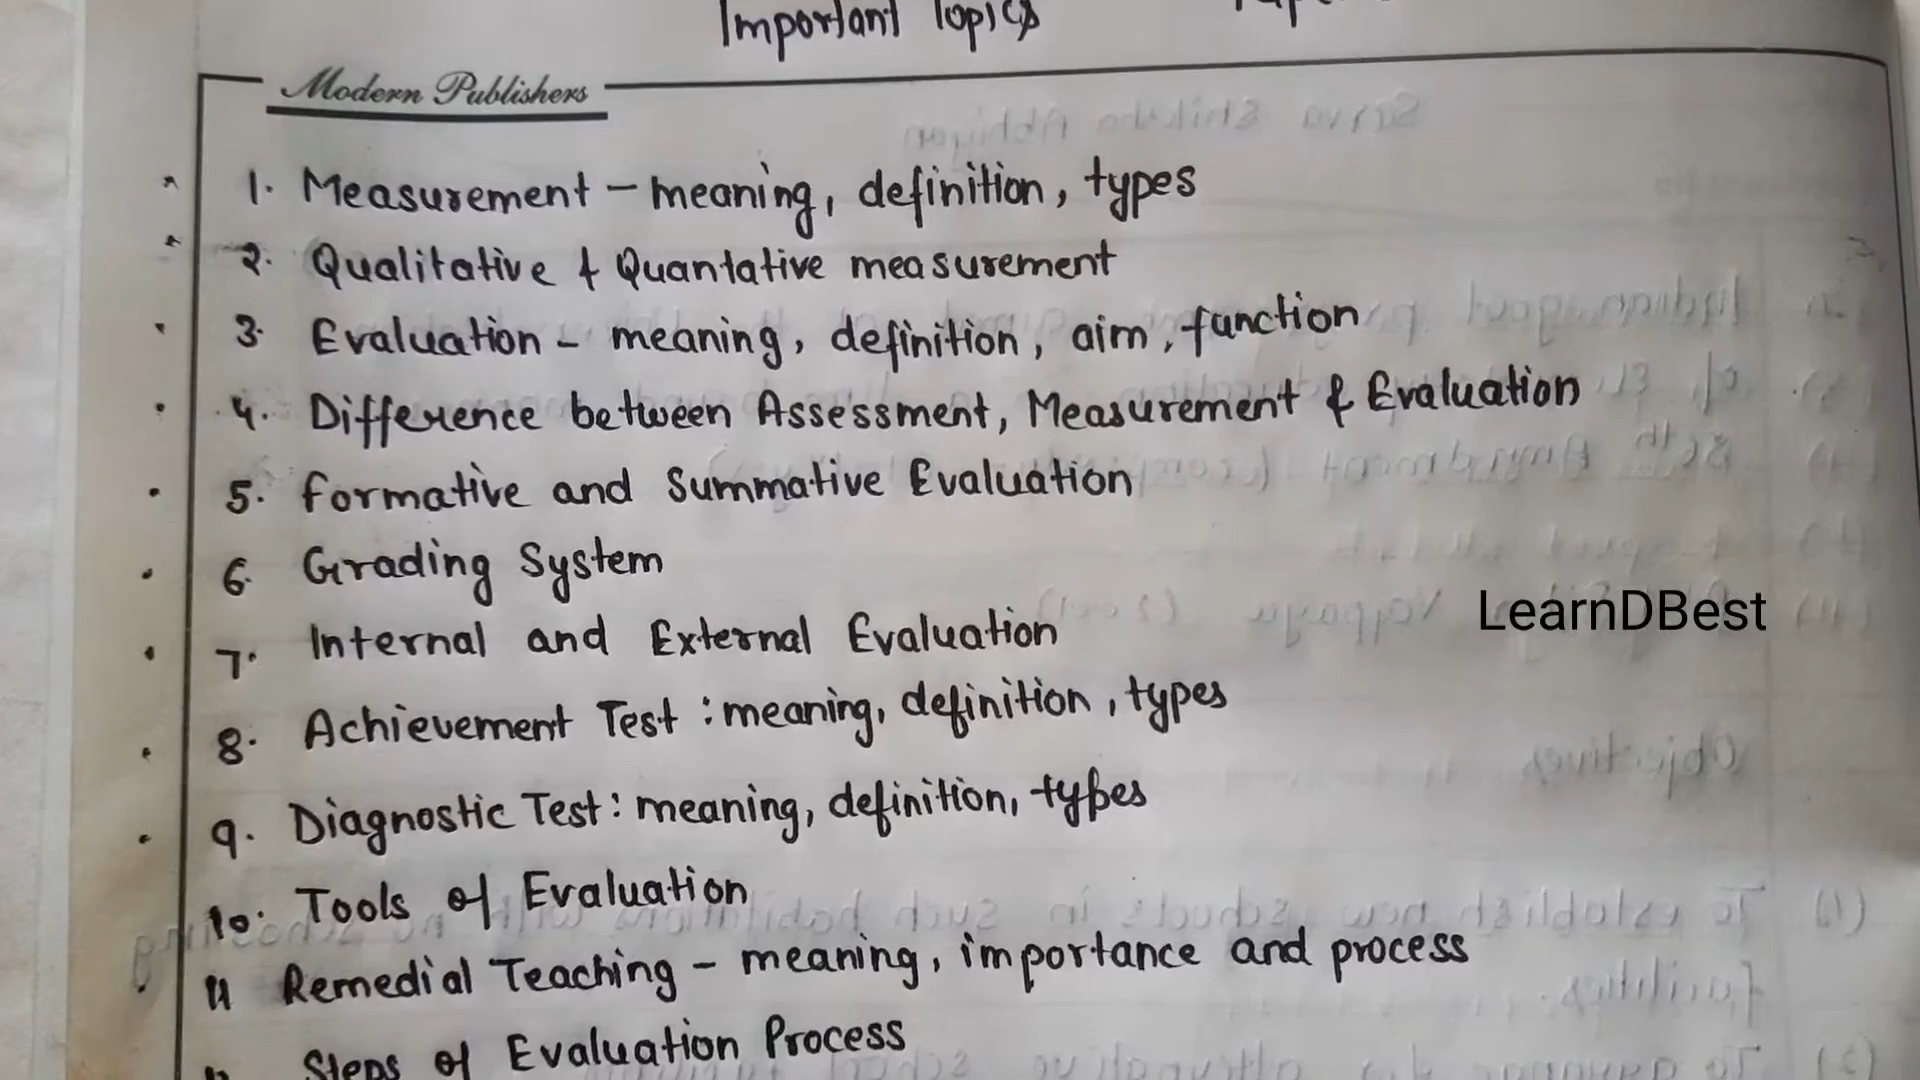 Important Topics
Modern Publishers
1. Measurement – meaning, definition, types
2. Qualitative & Quantative measurement
3. Evaluation – meaning, definition, aim, function
4. Difference between Assessment, Measurement & Evaluation
5. Formative and Summative Evaluation
6. Grading System
LearnDBest
7. Internal and External Evaluation
8. Achievement Test : meaning, definition, types
9. Diagnostic Test : meaning, definition, types
10. Tools of Evaluation
11 Remedial Teaching – meaning, importance and process
Steps of Evaluation Process